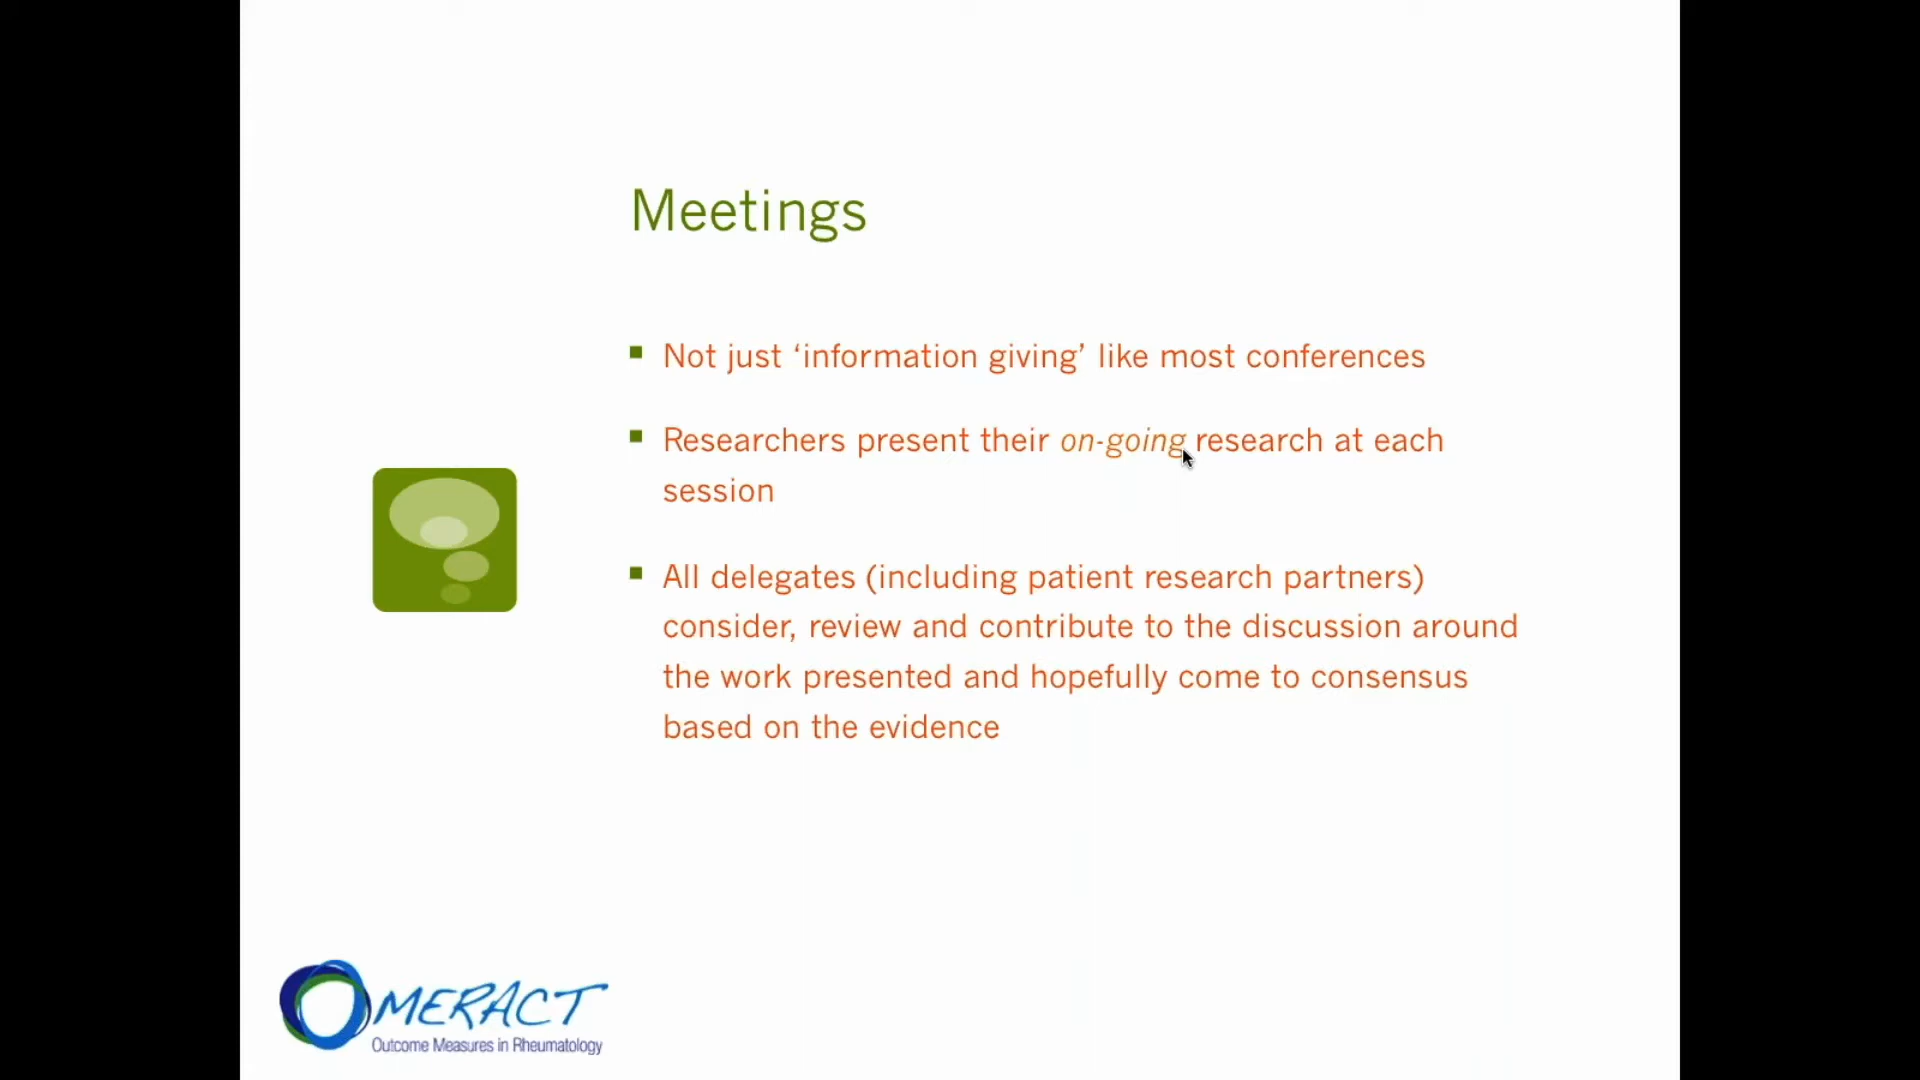 Meetings
Not just ‘information giving’ like most conferences
Researchers present their on-going research at each
session
All delegates (including patient research partners)
consider, review and contribute to the discussion around
the work presented and hopefully come to consensus
based on the evidence
OMERACT
Outcome Measures in Rheumatology